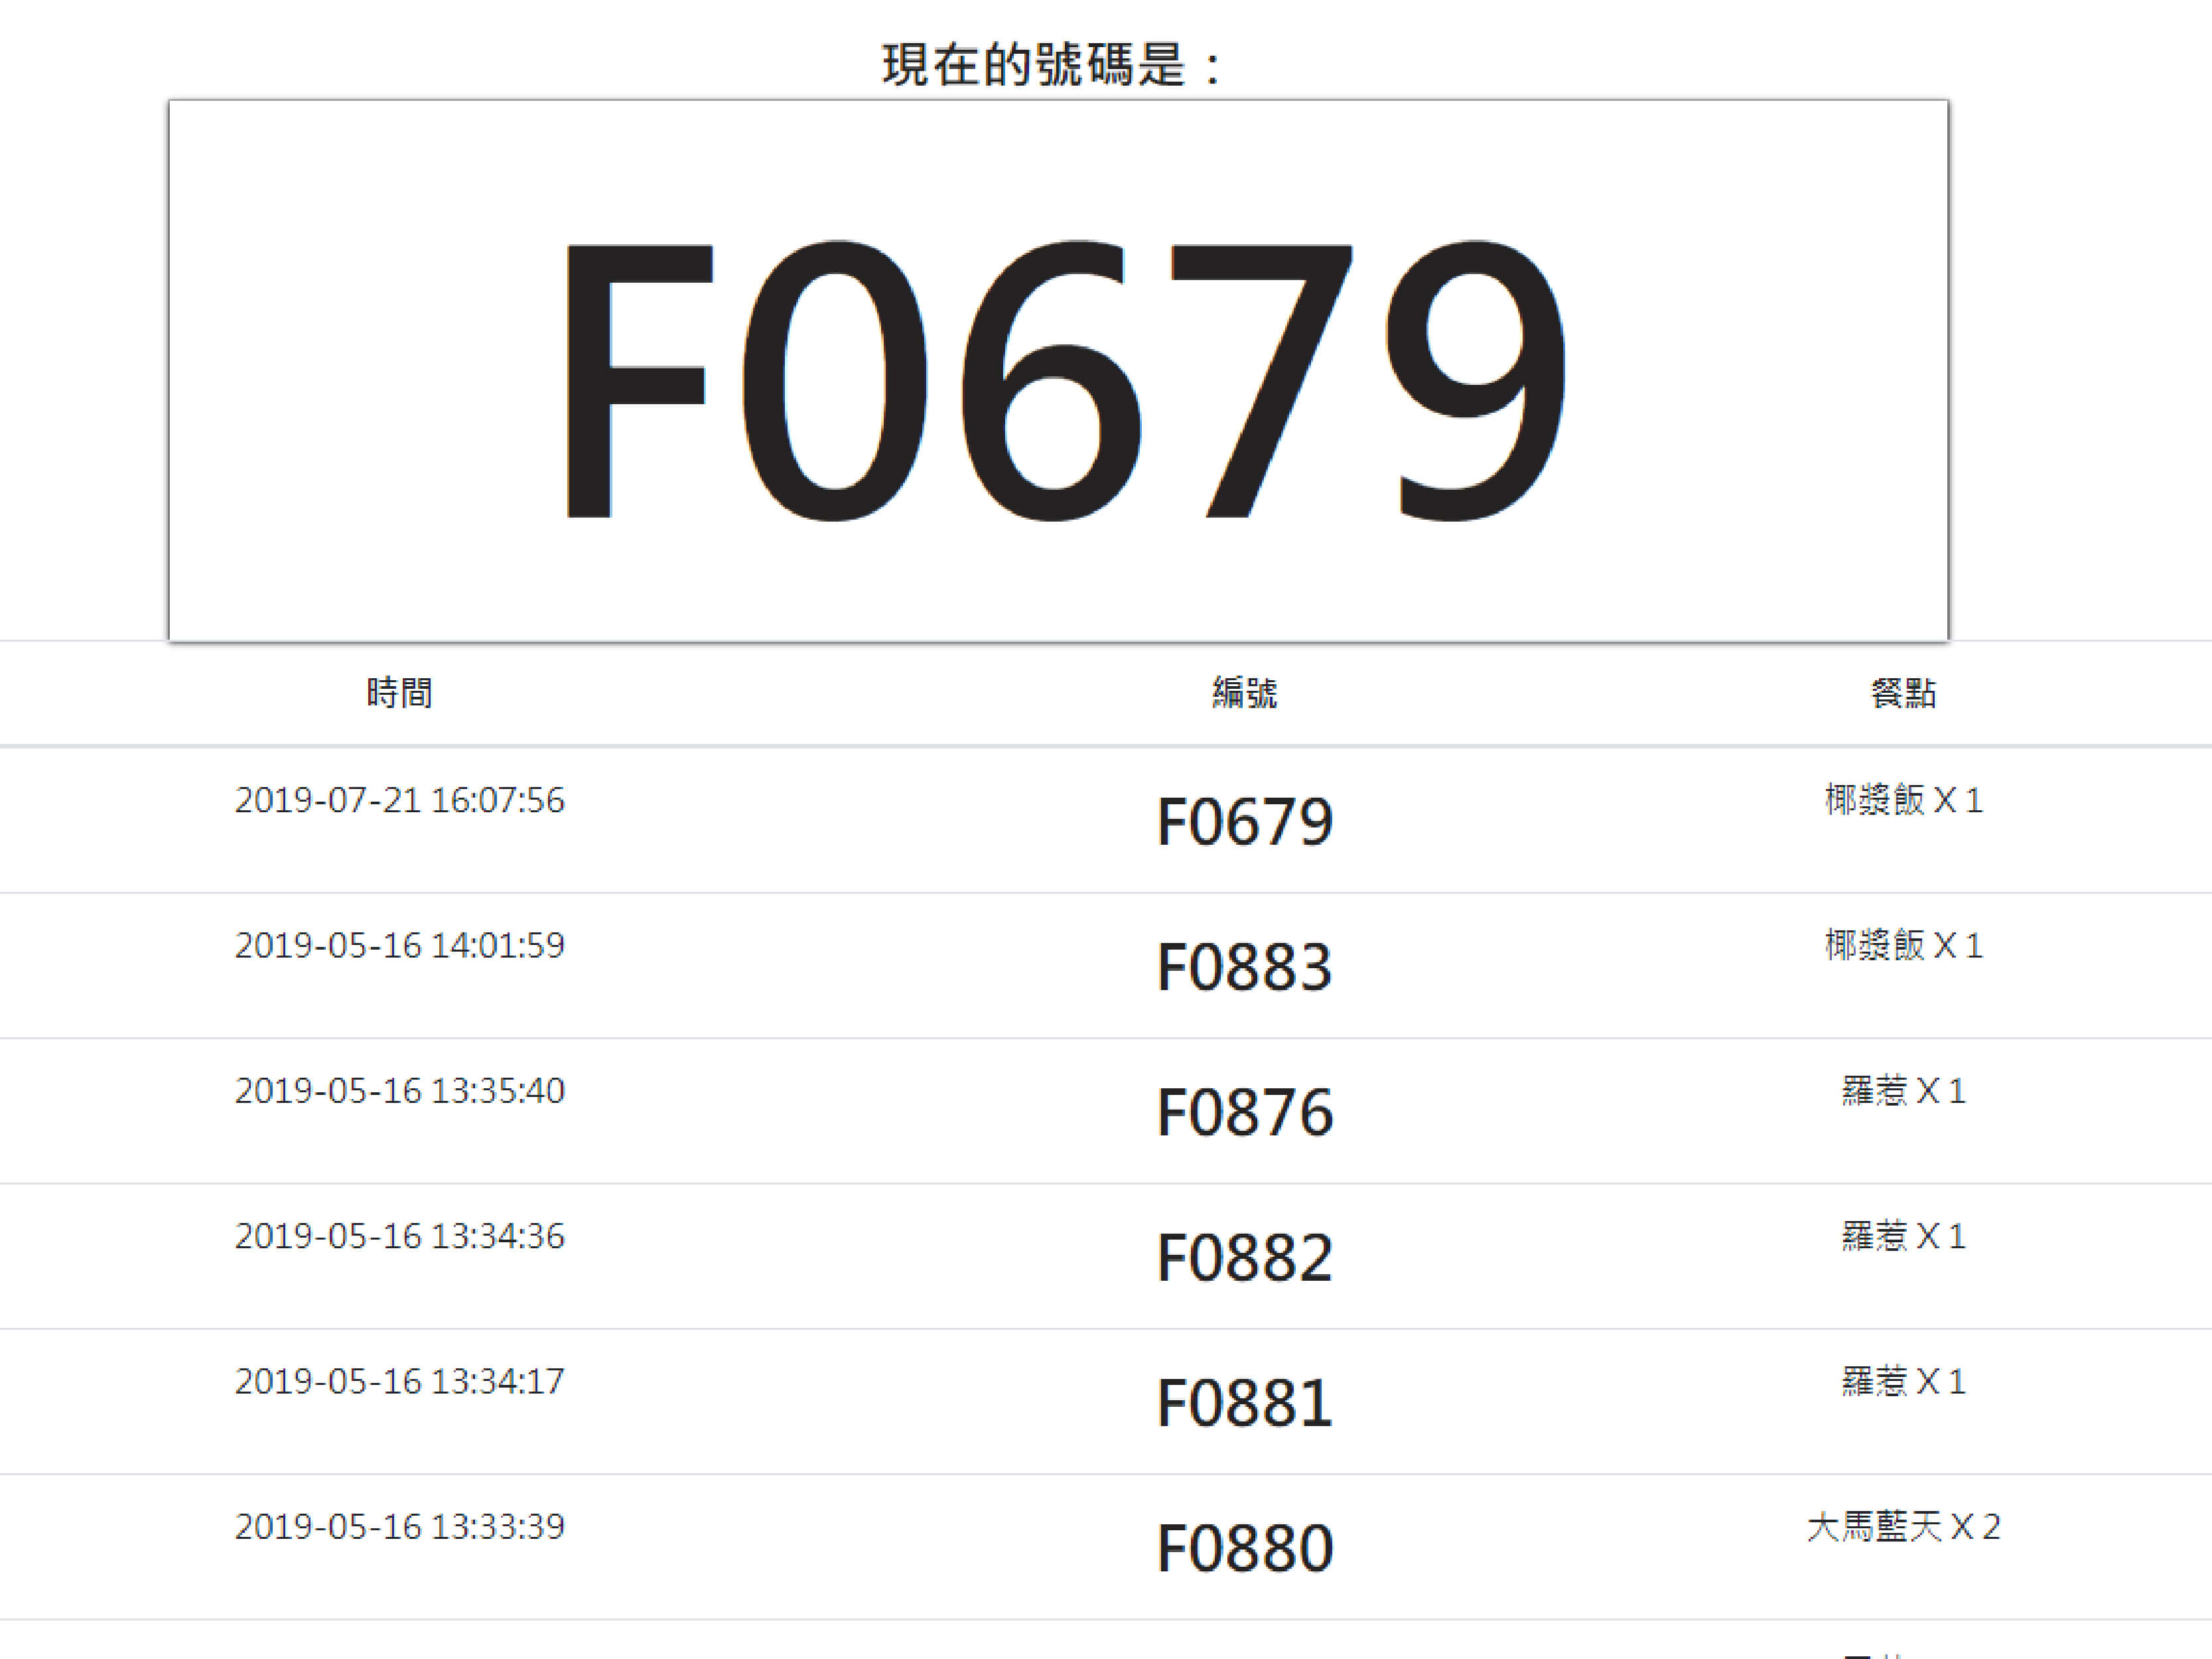 現在的號碼是：
F0679
時間 編號 餐點
2019-07-21 16:07:56 F0679 椰漿飯 X 1
2019-05-16 14:01:59 F0883 椰漿飯 X 1
2019-05-16 13:35:40 F0876 羅惹 X 1
2019-05-16 13:34:36 F0882 羅惹 X 1
2019-05-16 13:34:17 F0881 羅惹 X 1
2019-05-16 13:33:39 F0880 大馬藍天 X 2